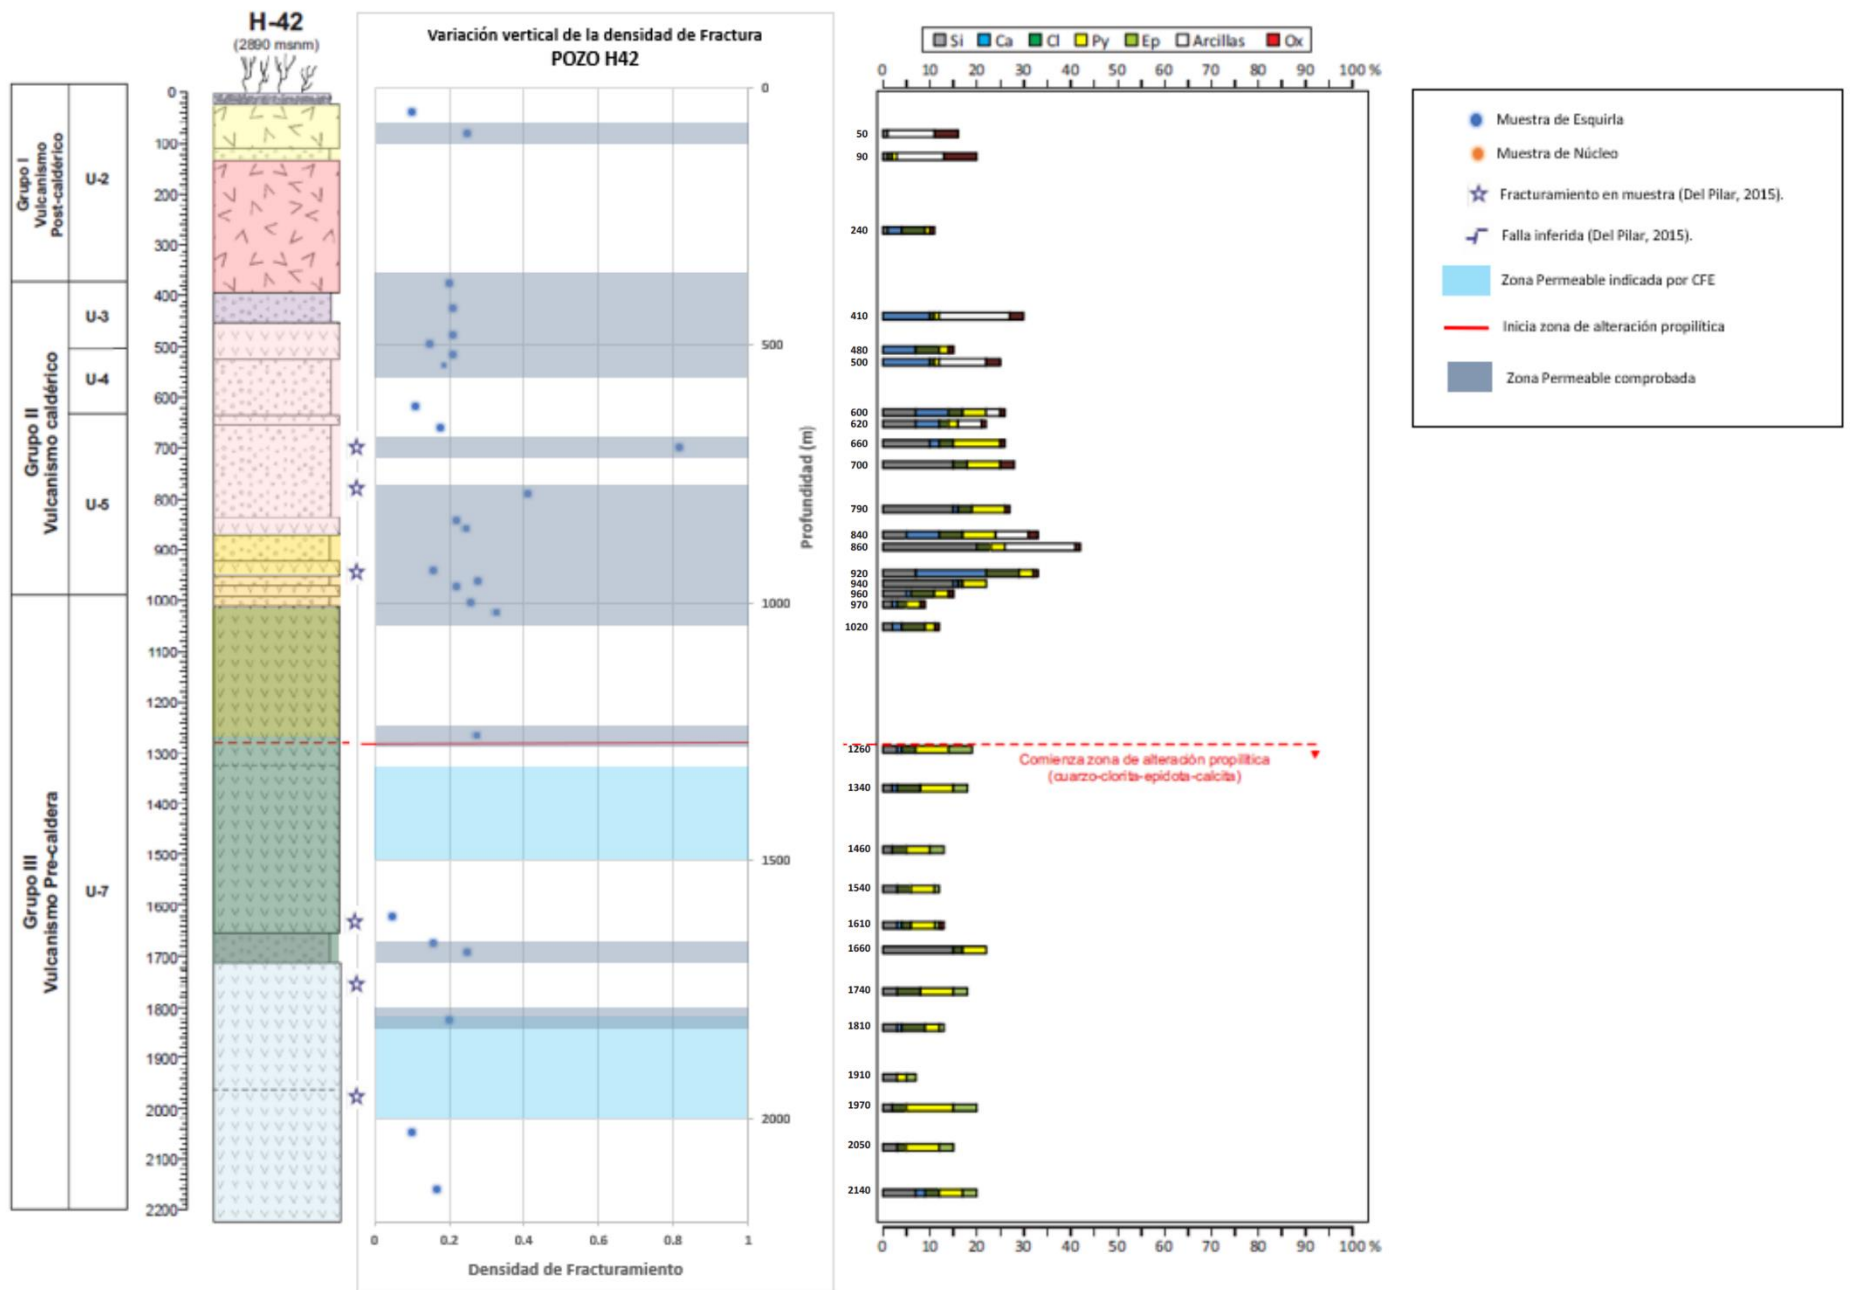 H-42
(2890 msnm)
Grupo I
Vulcanismo
Post-caldérico
U-2
Grupo II
Vulcanismo caldérico
U-3
U-4
U-5
Grupo III
Vulcanismo Pre-caldera
U-7
0
100
200
300
400
500
600
700
800
900
1000
1100
1200
1300
1400
1500
1600
1700
1800
1900
2000
2100
2200
Variación vertical de la densidad de Fractura
POZO H42
0
500
1000
1500
2000
Profundidad (m)
0 0.2 0.4 0.6 0.8 1
Densidad de Fracturamiento
Si Ca Cl Py Ep Arcillas Ox
0 10 20 30 40 50 60 70 80 90 100 %
50
90
240
410
480
500
600
620
660
700
790
840
860
920
940
960
970
1020
1260
Comienza zona de alteración propilítica
(cuarzo-clorita-epidota-calcita)
1340
1460
1540
1610
1660
1740
1810
1910
1970
2050
2140
0 10 20 30 40 50 60 70 80 90 100 %
Muestra de Esquirla
Muestra de Núcleo
Fracturamiento en muestra (Del Pilar, 2015).
Falla inferida (Del Pilar, 2015).
Zona Permeable indicada por CFE
Inicia zona de alteración propilítica
Zona Permeable comprobada